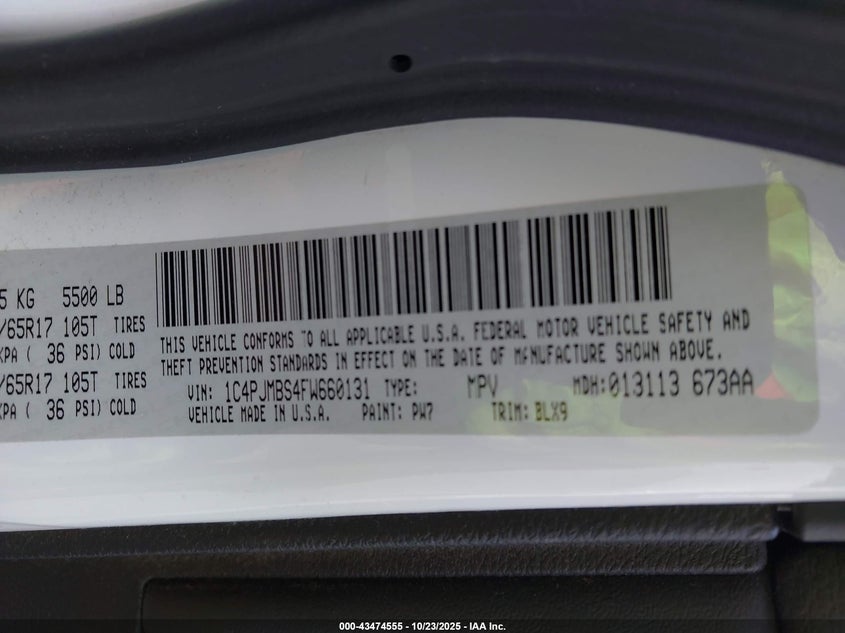 5 KG 5500 LB
/65R17 105T TIRES
KPA ( 36 PSI) COLD
/65R17 105T TIRES
KPA ( 36 PSI) COLD
THIS VEHICLE CONFORMS TO ALL APPLICABLE U.S.A. FEDERAL MOTOR VEHICLE SAFETY AND
THEFT PREVENTION STANDARDS IN EFFECT ON THE DATE OF MANUFACTURE SHOWN ABOVE.
VIN: 1C4PJMBS4FW660131 TYPE: MPV MDH: 013113 673AA
VEHICLE MADE IN U.S.A. PAINT: PW7 TRIM: BLX9
000-43474555 - 10/23/2025 - IAA Inc.